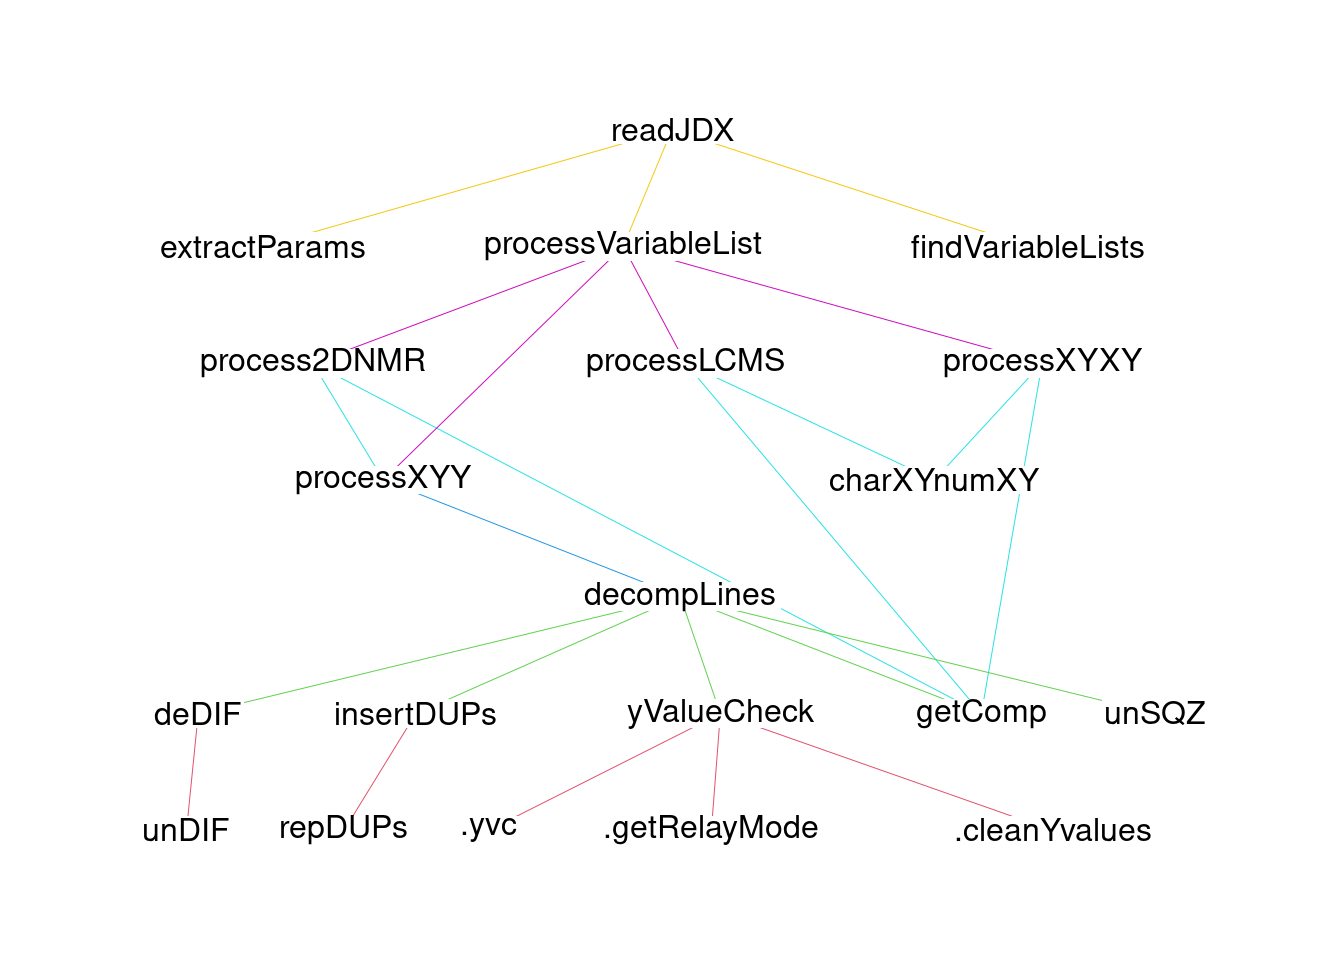 readJDX
extractParams
processVariableList
findVariableLists
process2DNMR
processLCMS
processXYXY
processXYY
charXYnumXY
decompLines
deDIF
insertDUPs
yValueCheck
getComp
unSQZ
unDIF
repDUPs
.yvc
.getRelayMode
.cleanYvalues